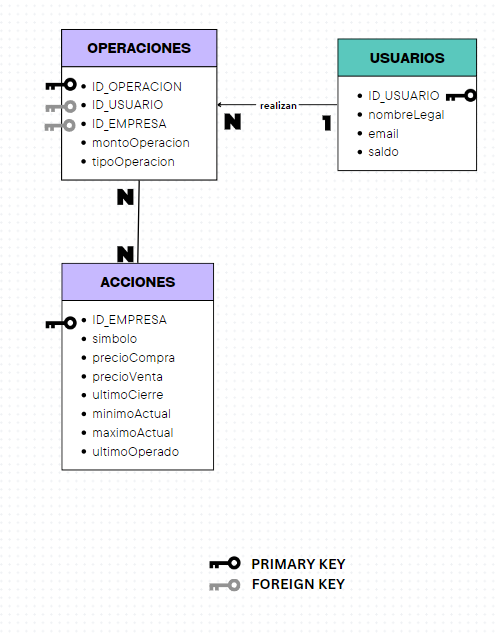 OPERACIONES
ID_OPERACION
ID_USUARIO
ID_EMPRESA
montoOperacion
tipoOperacion
N
realizan
1
USUARIOS
ID_USUARIO
nombreLegal
email
saldo
N
N
ACCIONES
ID_EMPRESA
simbolo
precioCompra
precioVenta
ultimoCierre
minimoActual
maximoActual
ultimoOperado
PRIMARY KEY
FOREIGN KEY